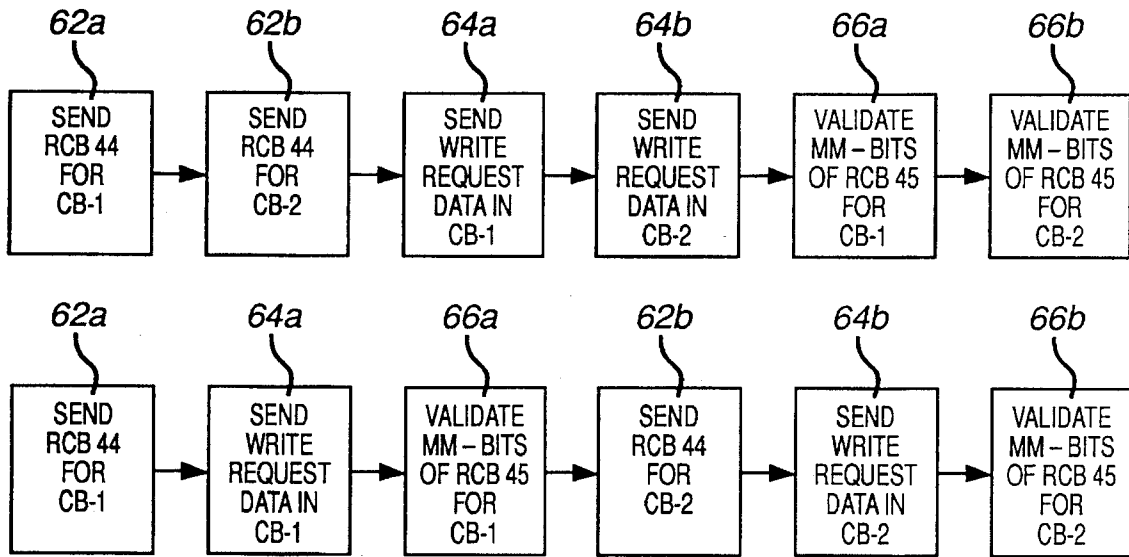 62a
62b
64a
64b
66a
66b
SEND
RCB 44
FOR
CB-1
SEND
RCB 44
FOR
CB-2
SEND
WRITE
REQUEST
DATA IN
CB-1
SEND
WRITE
REQUEST
DATA IN
CB-2
VALIDATE
MM-BITS
OF RCB 45
FOR
CB-1
VALIDATE
MM-BITS
OF RCB 45
FOR
CB-2
62a
64a
66a
62b
64b
66b
SEND
RCB 44
FOR
CB-1
SEND
WRITE
REQUEST
DATA IN
CB-1
VALIDATE
MM-BITS
OF RCB 45
FOR
CB-1
SEND
RCB 44
FOR
CB-2
SEND
WRITE
REQUEST
DATA IN
CB-2
VALIDATE
MM-BITS
OF RCB 45
FOR
CB-2